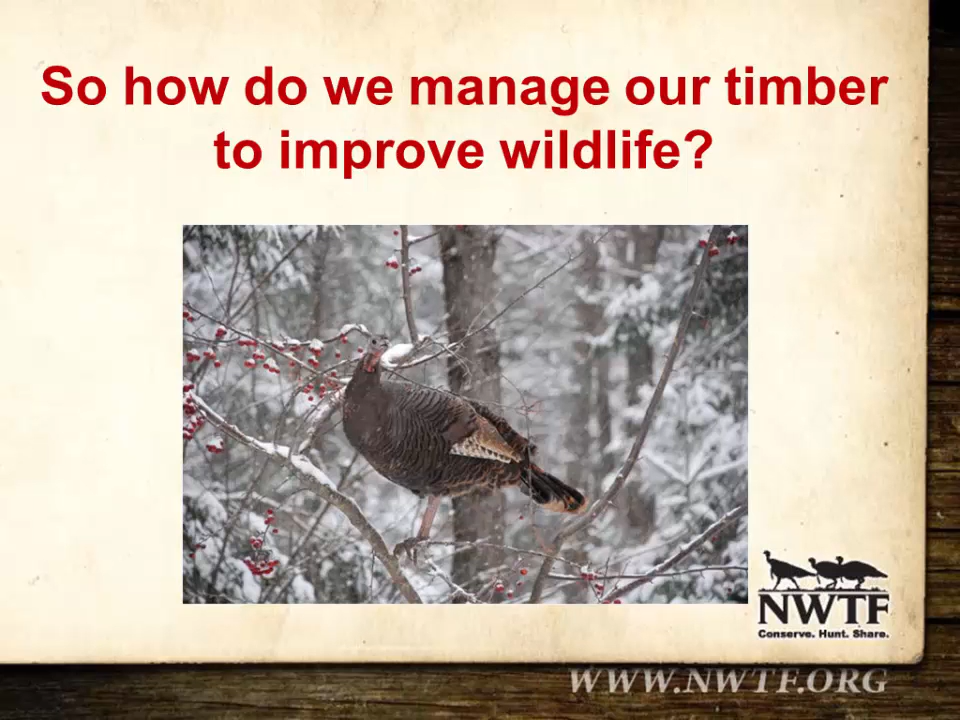 So how do we manage our timber
to improve wildlife?
NWTF
Conserve. Hunt. Share.
WWW.NWTF.ORG